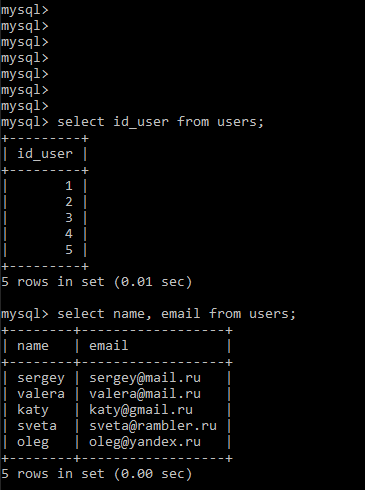 mysql>
mysql>
mysql>
mysql>
mysql>
mysql>
mysql>
mysql> select id_user from users;
+---------+
| id_user |
+---------+
|       1 |
|       2 |
|       3 |
|       4 |
|       5 |
+---------+
5 rows in set (0.01 sec)
mysql> select name, email from users;
+--------+------------------+
| name   | email            |
+--------+------------------+
| sergey | sergey@mail.ru   |
| valera | valera@mail.ru   |
| katy   | katy@gmail.ru    |
| sveta  | sveta@rambler.ru |
| oleg   | oleg@yandex.ru   |
+--------+------------------+
5 rows in set (0.00 sec)